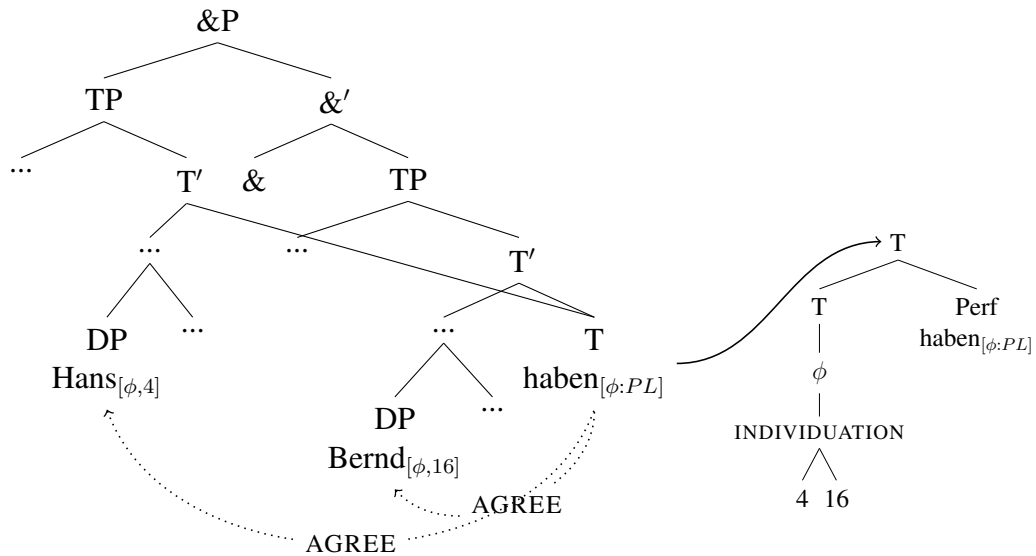 &P
TP &′
... T′ & TP
... ... T′ T
DP ... ... T T Perf
Hans[ϕ,4] haben[ϕ:PL] ϕ haben[ϕ:PL]
DP ... INDIVIDUATION
Bernd[ϕ,16] 4 16
AGREE
AGREE